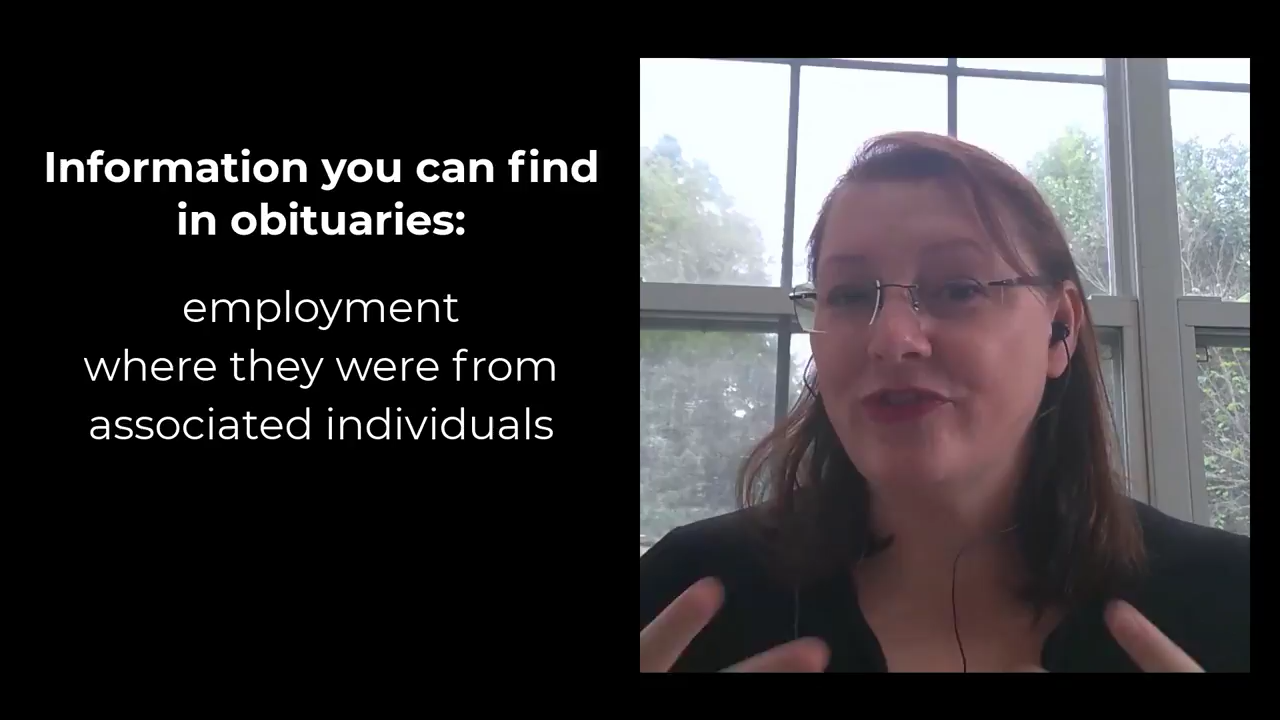 Information you can find
in obituaries:
employment
where they were from
associated individuals